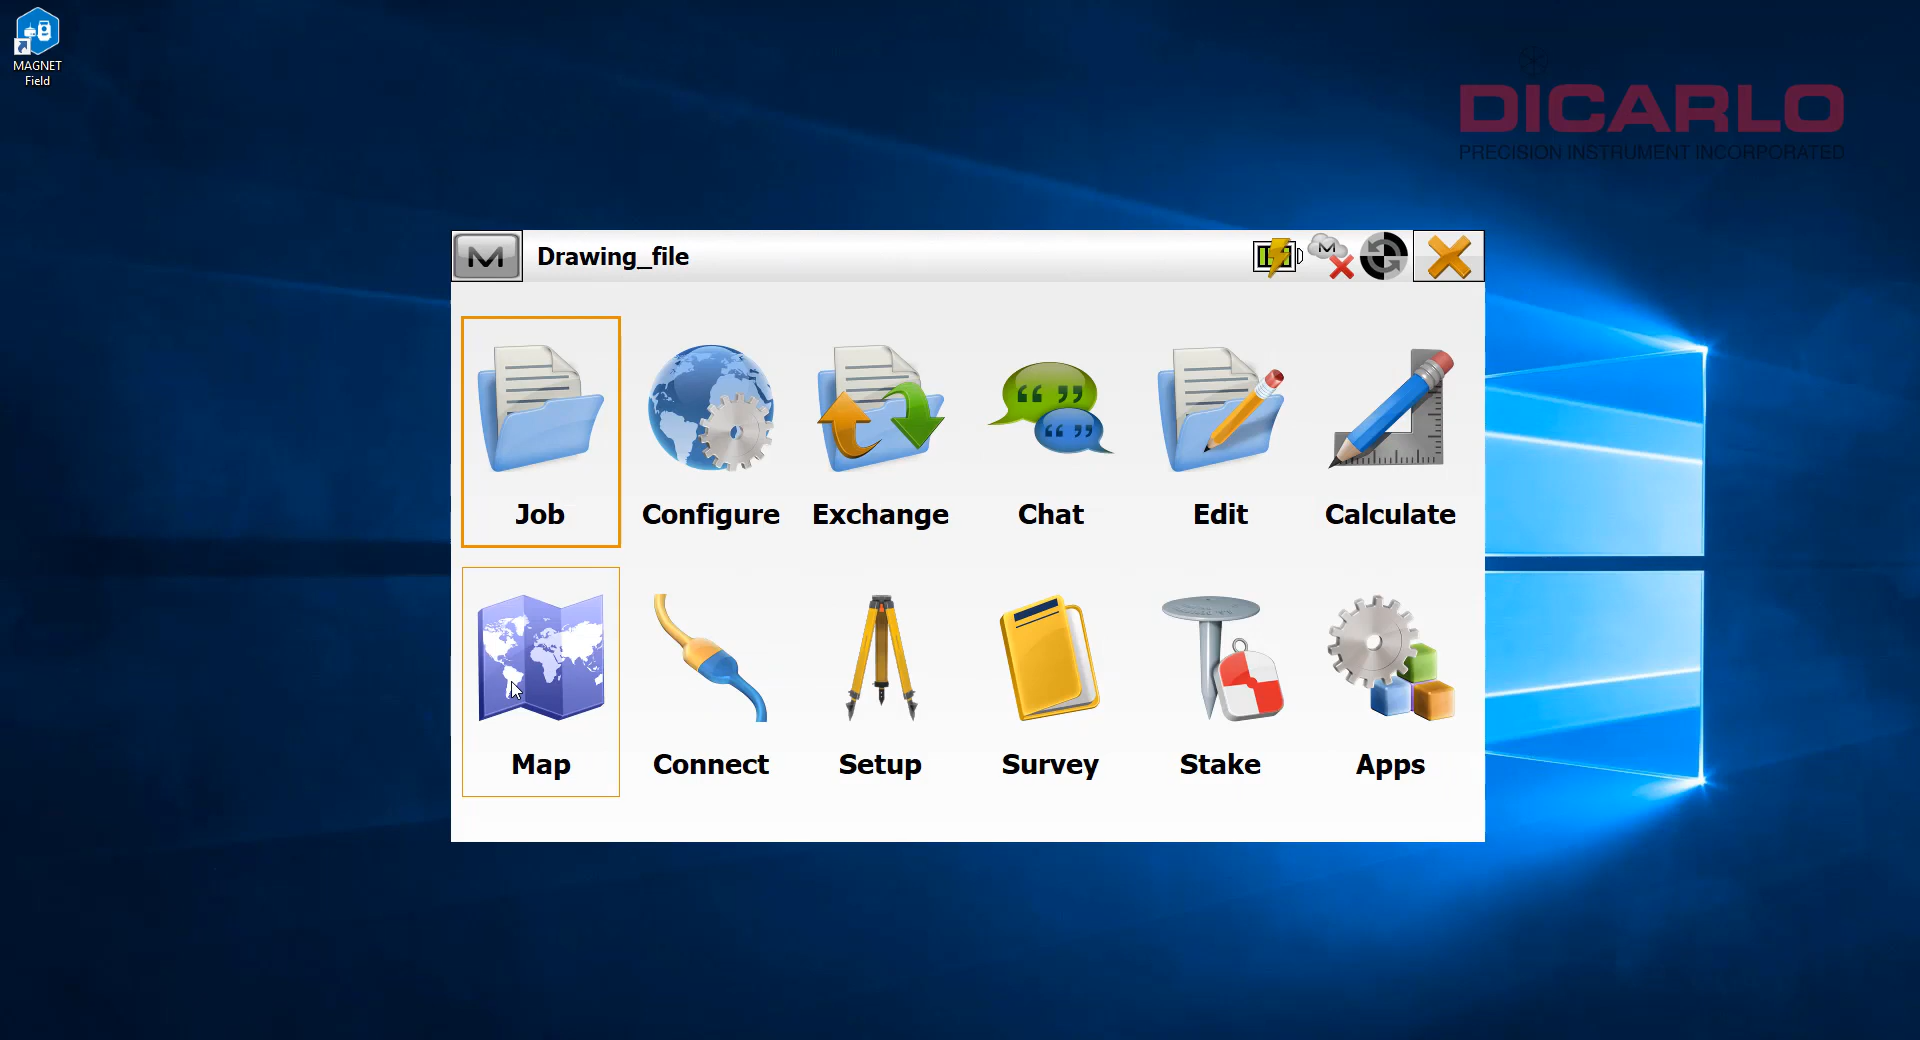 MAGNET
Field
DICARLO
PRECISION INSTRUMENT INCORPORATED
Drawing_file
Job
Configure
Exchange
Chat
Edit
Calculate
Map
Connect
Setup
Survey
Stake
Apps